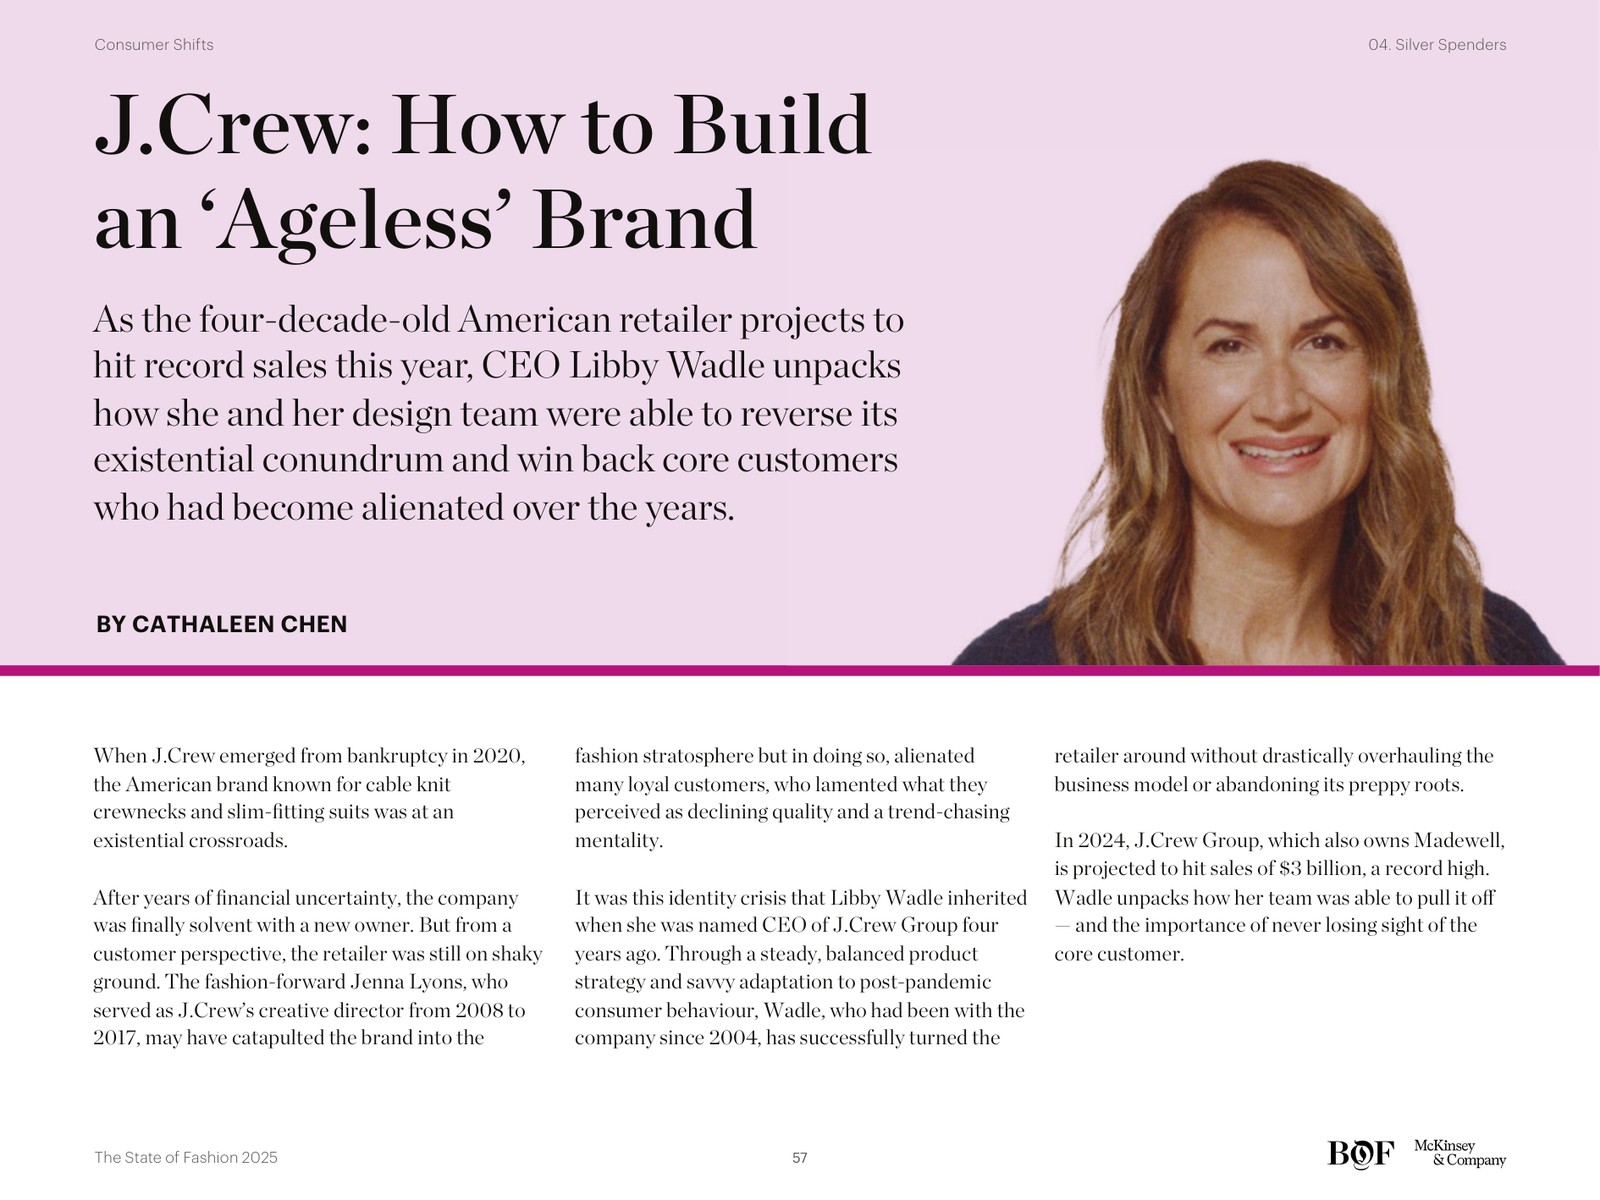 Consumer Shifts
04. Silver Spenders
J.Crew: How to Build
an ‘Ageless’ Brand
As the four-decade-old American retailer projects to
hit record sales this year, CEO Libby Wadle unpacks
how she and her design team were able to reverse its
existential conundrum and win back core customers
who had become alienated over the years.
BY CATHALEEN CHEN
When J.Crew emerged from bankruptcy in 2020,
the American brand known for cable knit
crewnecks and slim-fitting suits was at an
existential crossroads.
After years of financial uncertainty, the company
was finally solvent with a new owner. But from a
customer perspective, the retailer was still on shaky
ground. The fashion-forward Jenna Lyons, who
served as J.Crew’s creative director from 2008 to
2017, may have catapulted the brand into the
fashion stratosphere but in doing so, alienated
many loyal customers, who lamented what they
perceived as declining quality and a trend-chasing
mentality.
It was this identity crisis that Libby Wadle inherited
when she was named CEO of J.Crew Group four
years ago. Through a steady, balanced product
strategy and savvy adaptation to post-pandemic
consumer behaviour, Wadle, who had been with the
company since 2004, has successfully turned the
retailer around without drastically overhauling the
business model or abandoning its preppy roots.
In 2024, J.Crew Group, which also owns Madewell,
is projected to hit sales of $3 billion, a record high.
Wadle unpacks how her team was able to pull it off
— and the importance of never losing sight of the
core customer.
The State of Fashion 2025
57
BOF
McKinsey
& Company